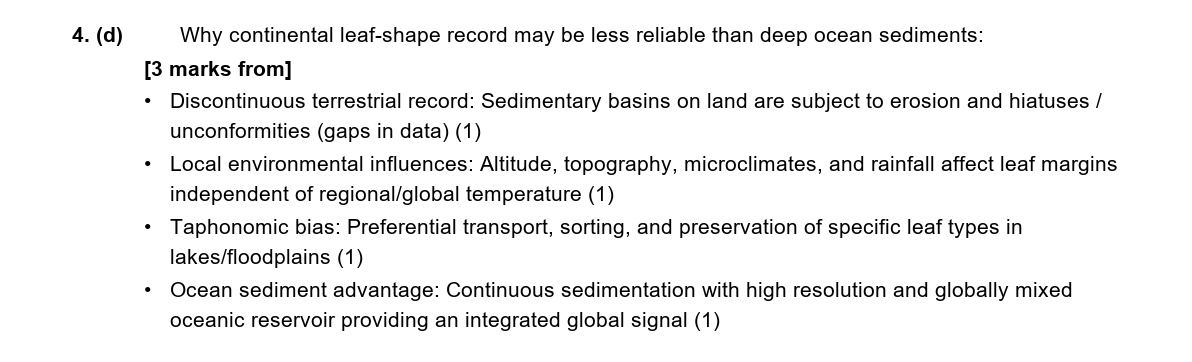 4. (d) Why continental leaf-shape record may be less reliable than deep ocean sediments:
[3 marks from]
• Discontinuous terrestrial record: Sedimentary basins on land are subject to erosion and hiatuses /
unconformities (gaps in data) (1)
• Local environmental influences: Altitude, topography, microclimates, and rainfall affect leaf margins
independent of regional/global temperature (1)
• Taphonomic bias: Preferential transport, sorting, and preservation of specific leaf types in
lakes/floodplains (1)
• Ocean sediment advantage: Continuous sedimentation with high resolution and globally mixed
oceanic reservoir providing an integrated global signal (1)